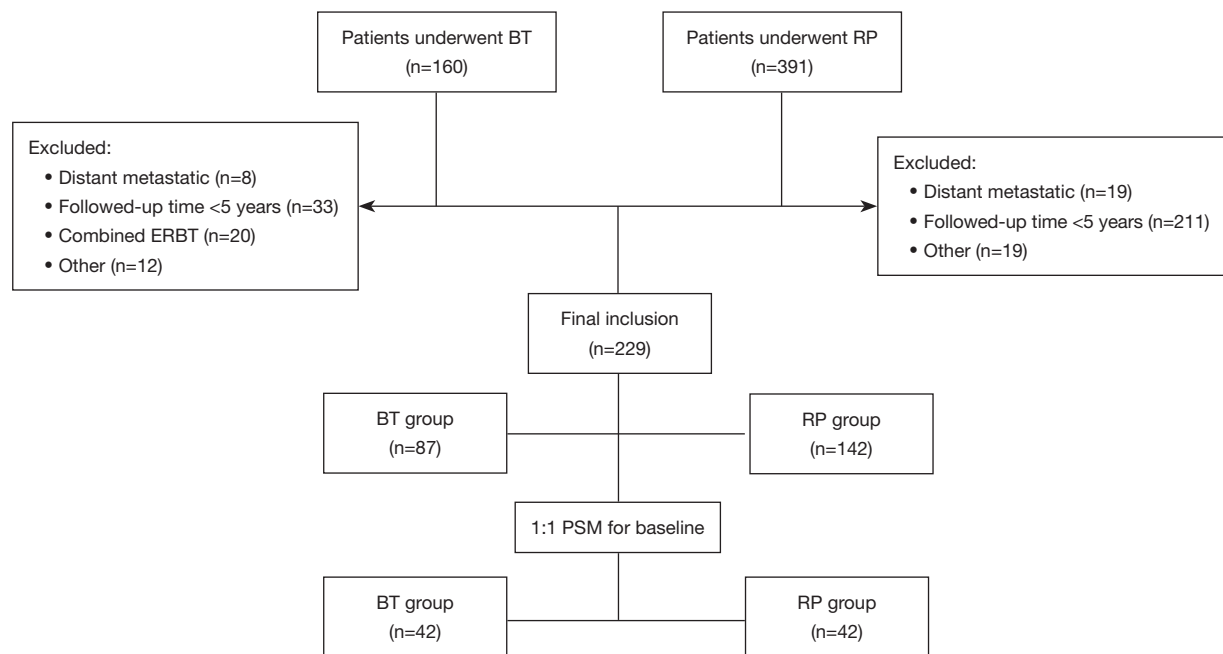 Patients underwent BT
(n=160)
Patients underwent RP
(n=391)
Excluded:
• Distant metastatic (n=8)
• Followed-up time <5 years (n=33)
• Combined ERBT (n=20)
• Other (n=12)
Excluded:
• Distant metastatic (n=19)
• Followed-up time <5 years (n=211)
• Other (n=19)
Final inclusion
(n=229)
BT group
(n=87)
RP group
(n=142)
1:1 PSM for baseline
BT group
(n=42)
RP group
(n=42)